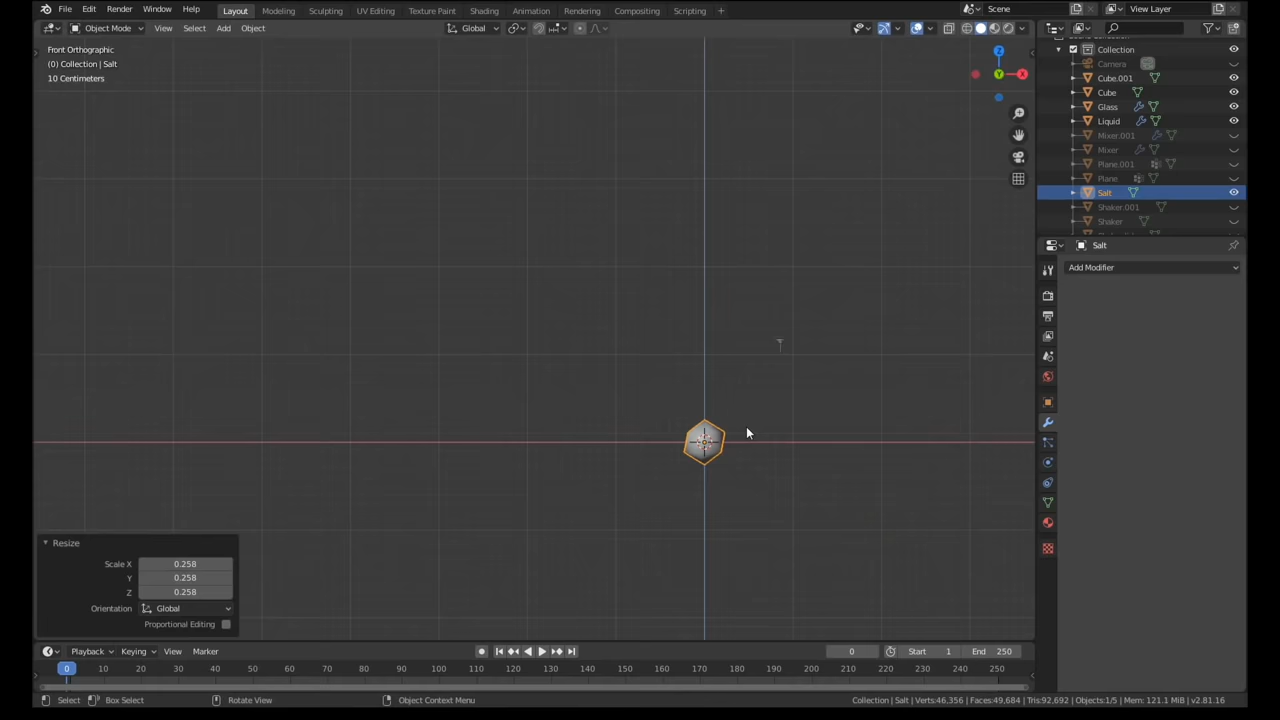 File Edit Render Window Help Layout Modeling Sculpting UV Editing Texture Paint Shading Animation Rendering Compositing Scripting + Scene View Layer
Object Mode View Select Add Object Global
Front Orthographic
(0) Collection | Salt
10 Centimeters
Z
Y
X
Collection
Camera
Cube.001
Cube
Glass
Liquid
Mixer.001
Mixer
Plane.001
Plane
Salt
Shaker.001
Shaker
Salt
Add Modifier
Resize
Scale X 0.258
Y 0.258
Z 0.258
Orientation Global
Proportional Editing
Playback Keying View Marker 0 Start 1 End 250
0 10 20 30 40 50 60 70 80 90 100 110 120 130 140 150 160 170 180 190 200 210 220 230 240 250
Select Box Select Rotate View Object Context Menu Collection | Salt | Verts:46,356 | Faces:49,684 | Tris:92,692 | Objects:1/5 | Mem: 121.1 MiB | v2.81.16